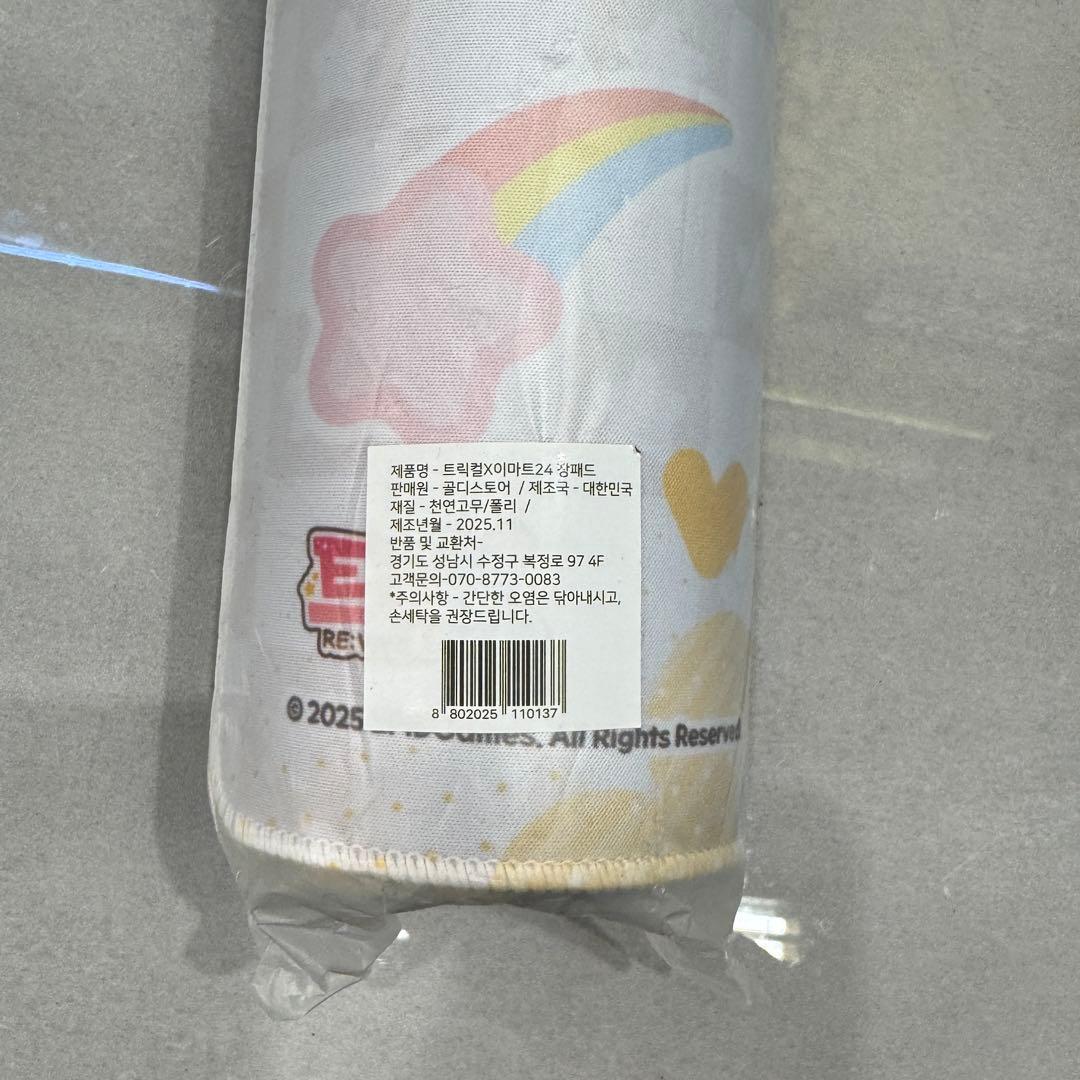 제품명 - 트릭컬X이마트24 장패드
판매원 - 골디스토어 / 제조국 - 대한민국
재질 - 천연고무/폴리 /
제조년월 - 2025.11
반품 및 교환처-
경기도 성남시 수정구 복정로 97 4F
고객문의-070-8773-0083
*주의사항 - 간단한 오염은 닦아내시고,
손세탁을 권장드립니다.
8 802025 110137
RE:
© 2025 All Rights Reserved